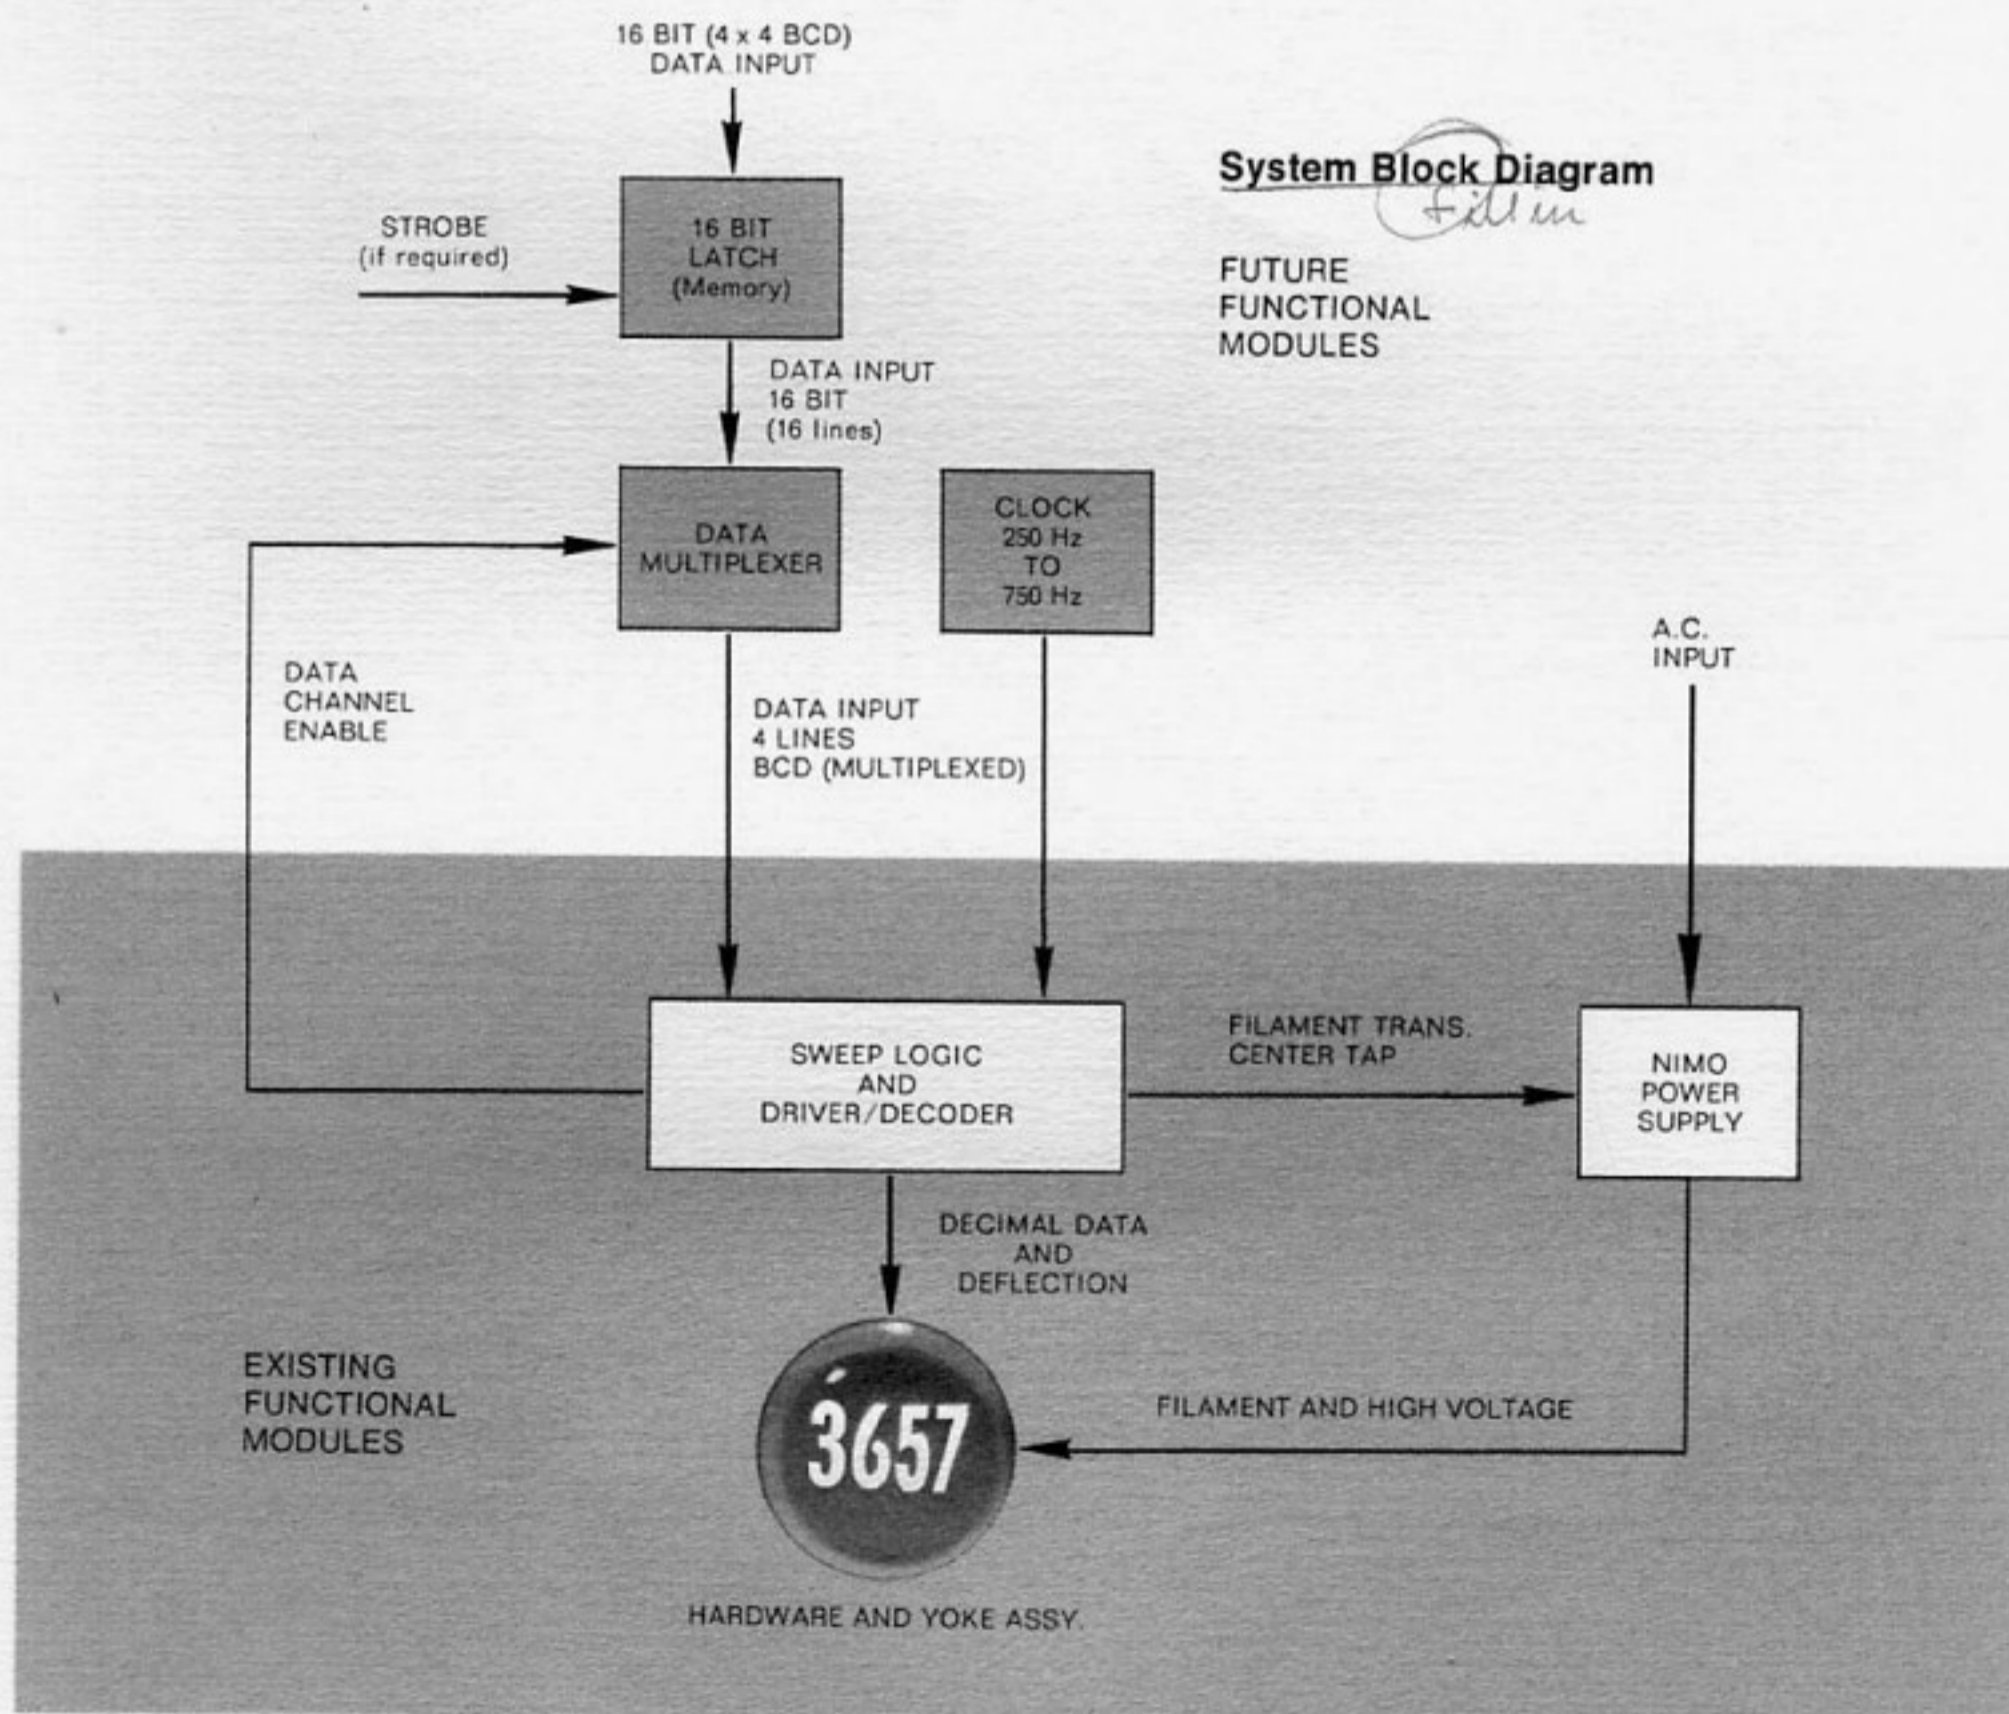 16 BIT (4 x 4 BCD)
DATA INPUT
System Block Diagram
Fill in
STROBE
(if required)
16 BIT
LATCH
(Memory)
FUTURE
FUNCTIONAL
MODULES
DATA INPUT
16 BIT
(16 lines)
DATA
MULTIPLEXER
CLOCK
250 Hz
TO
750 Hz
A.C.
INPUT
DATA
CHANNEL
ENABLE
DATA INPUT
4 LINES
BCD (MULTIPLEXED)
SWEEP LOGIC
AND
DRIVER/DECODER
FILAMENT TRANS.
CENTER TAP
NIMO
POWER
SUPPLY
DECIMAL DATA
AND
DEFLECTION
EXISTING
FUNCTIONAL
MODULES
3657
FILAMENT AND HIGH VOLTAGE
HARDWARE AND YOKE ASSY.